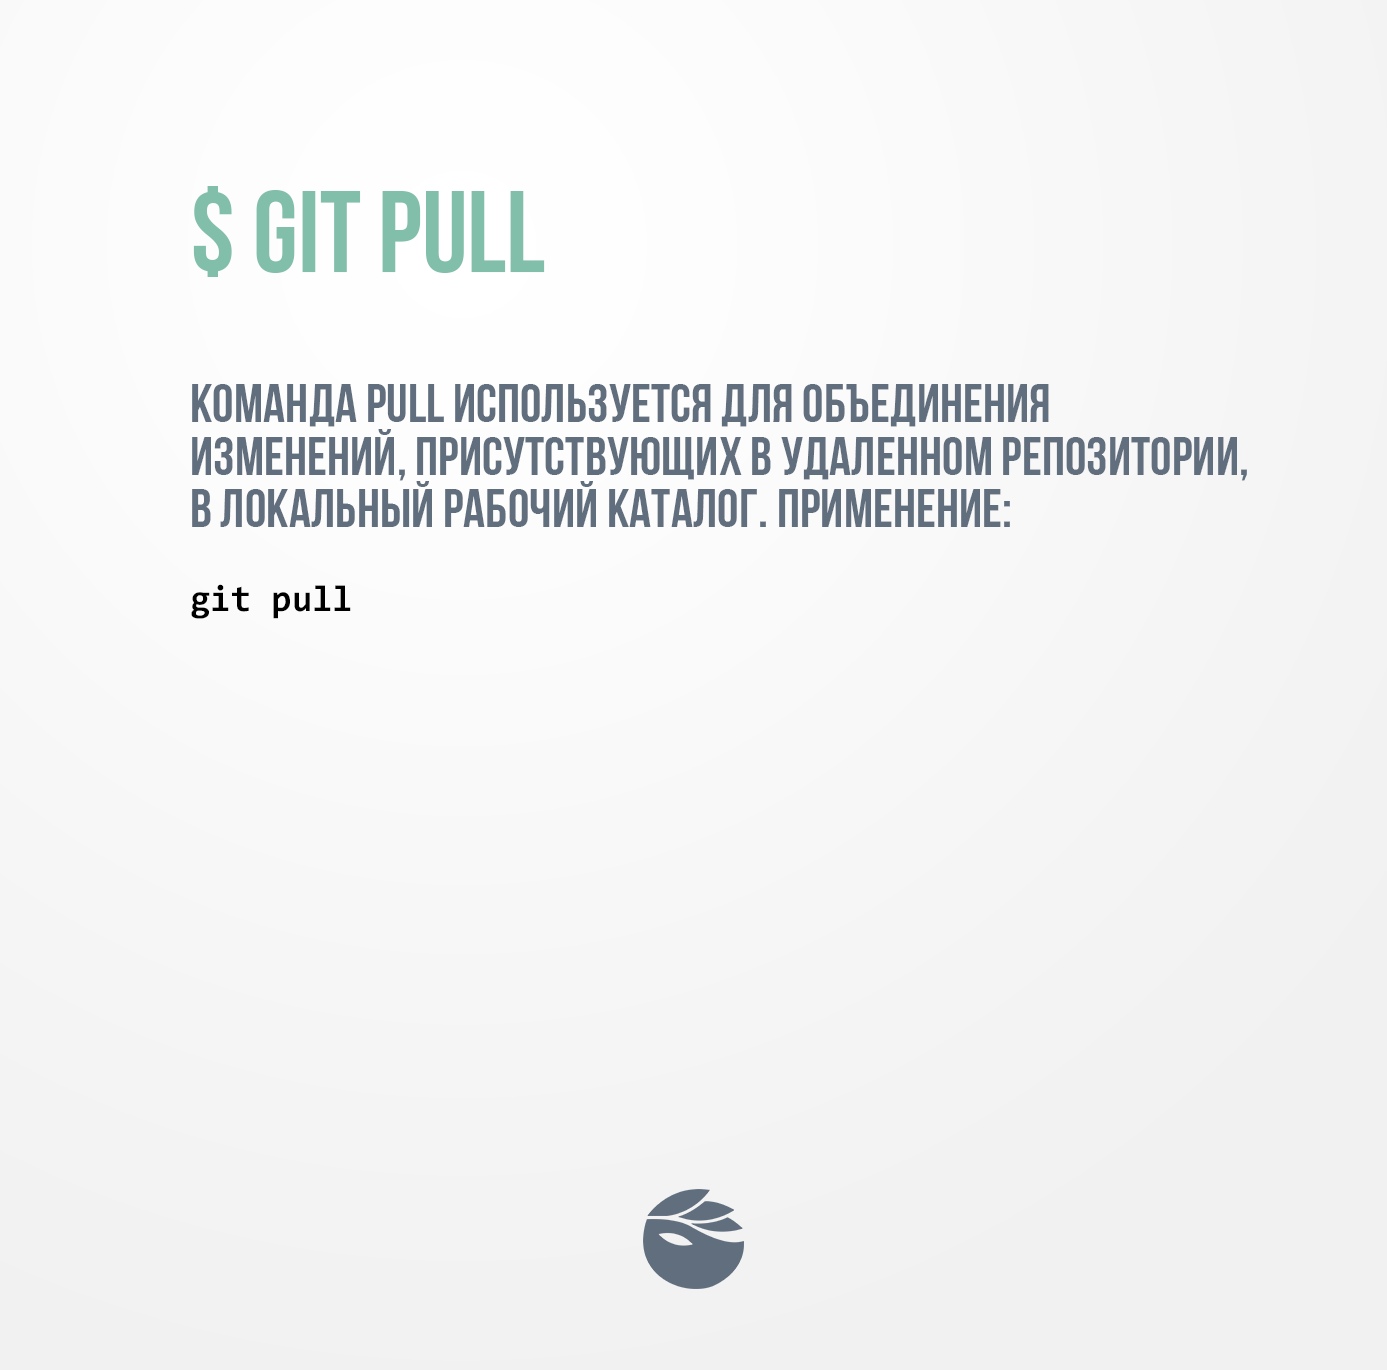 $ GIT PULL
КОМАНДА PULL ИСПОЛЬЗУЕТСЯ ДЛЯ ОБЪЕДИНЕНИЯ
ИЗМЕНЕНИЙ, ПРИСУТСТВУЮЩИХ В УДАЛЕННОМ РЕПОЗИТОРИИ,
В ЛОКАЛЬНЫЙ РАБОЧИЙ КАТАЛОГ. ПРИМЕНЕНИЕ:
git pull